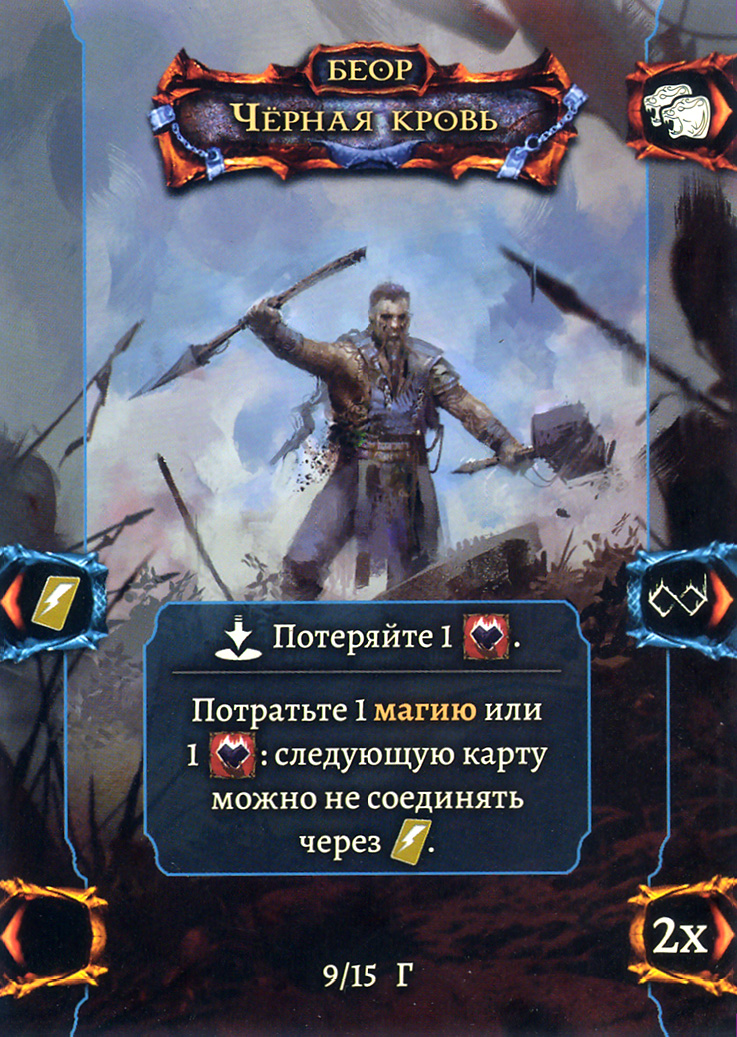 БЕОР
ЧЁРНАЯ КРОВЬ
Потеряйте 1 .
Потратьте 1 магию или
1 : следующую карту
можно не соединять
через .
2x
9/15 Г